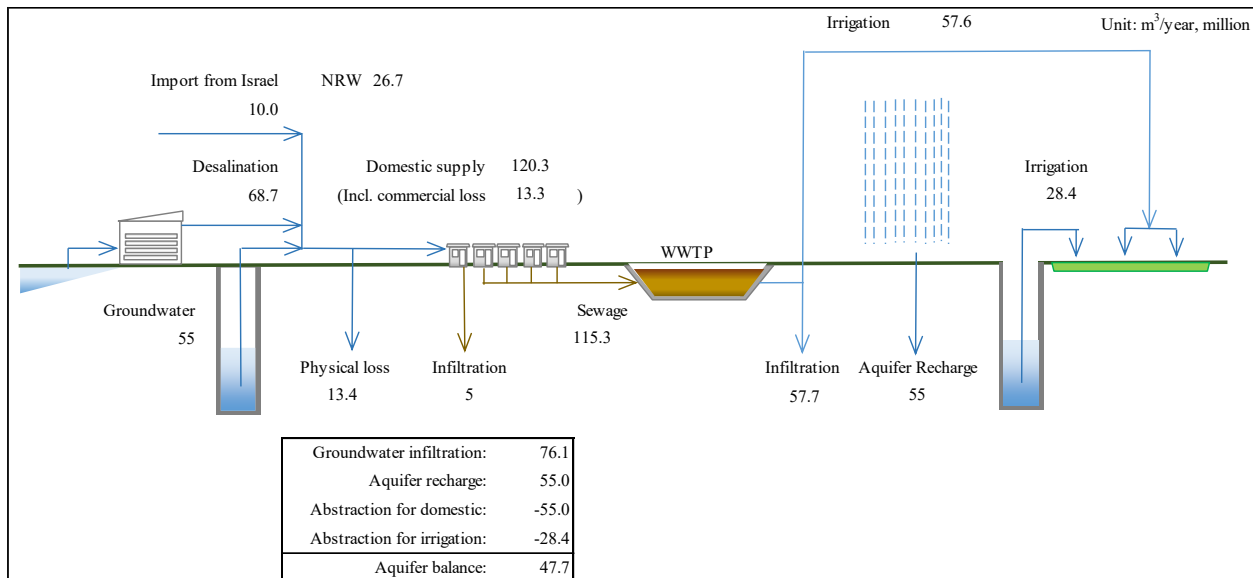 Irrigation 57.6 Unit: m³/year, million
Import from Israel NRW 26.7
10.0
Desalination Domestic supply 120.3 Irrigation
68.7 (Incl. commercial loss 13.3 ) 28.4
WWTP
Groundwater Sewage
55 115.3
Physical loss Infiltration Infiltration Aquifer Recharge
13.4 5 57.7 55
Groundwater infiltration: 76.1
Aquifer recharge: 55.0
Abstraction for domestic: -55.0
Abstraction for irrigation: -28.4
Aquifer balance: 47.7